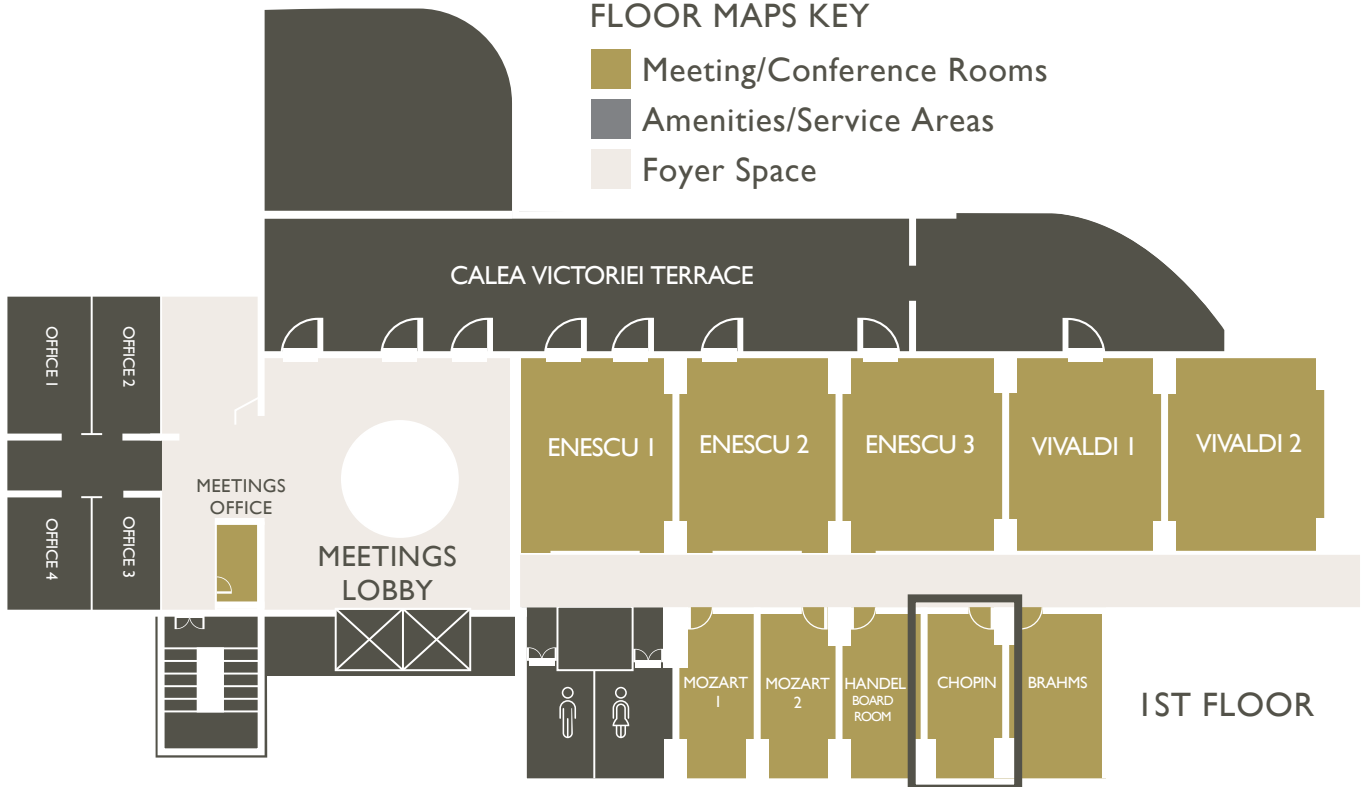 FLOOR MAPS KEY
Meeting/Conference Rooms
Amenities/Service Areas
Foyer Space
CALEA VICTORIEI TERRACE
OFFICE 1
OFFICE 2
ENESCU 1
ENESCU 2
ENESCU 3
VIVALDI 1
VIVALDI 2
MEETINGS
OFFICE
OFFICE 4
OFFICE 3
MEETINGS
LOBBY
MOZART
1
MOZART
2
HANDEL
BOARD
ROOM
CHOPIN
BRAHMS
1ST FLOOR